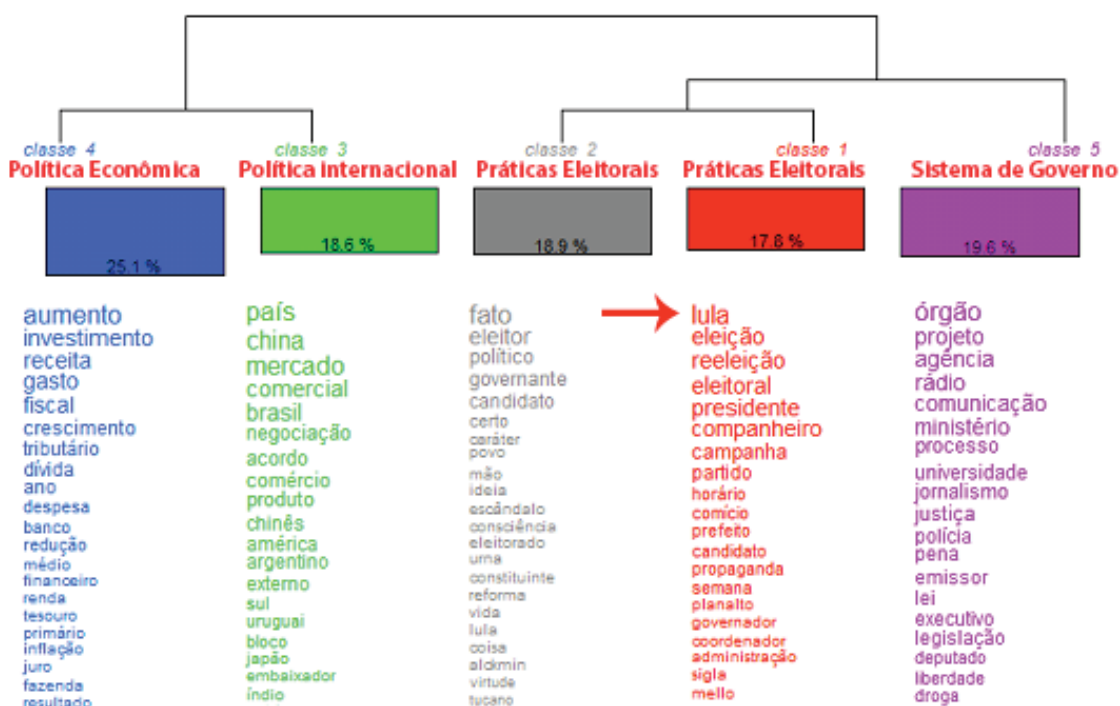 classe 4
Política Econômica
25.1 %
aumento
investimento
receita
gasto
fiscal
crescimento
tributário
dívida
ano
despesa
banco
redução
médio
financeiro
renda
tesouro
primário
inflação
juro
fazenda
resultado
classe 3
Política internacional
18.6 %
país
china
mercado
comercial
brasil
negociação
acordo
comércio
produto
chinês
américa
argentino
externo
sul
uruguai
bloco
japão
embaixador
índio
classe 2
Práticas Eleitorais
18.9 %
fato
eleitor
político
governante
candidato
certo
caráter
povo
mão
ideia
escândalo
consciência
eleitorado
urna
constituinte
reforma
vida
lula
coisa
alckmin
virtude
tucano
classe 1
Práticas Eleitorais
17.8 %
lula
eleição
reeleição
eleitoral
presidente
companheiro
campanha
partido
horário
comício
prefeito
candidato
propaganda
semana
planalto
governador
coordenador
administração
sigla
mello
classe 5
Sistema de Governo
19.6 %
órgão
projeto
agência
rádio
comunicação
ministério
processo
universidade
jornalismo
justiça
polícia
pena
emissor
lei
executivo
legislação
deputado
liberdade
droga